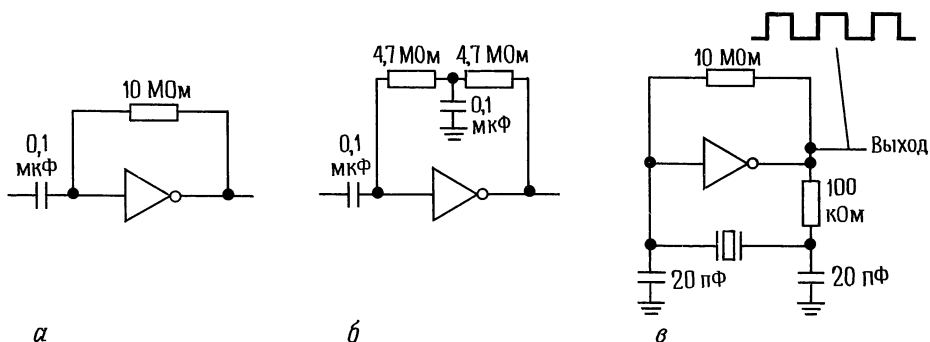 10 МОм
0,1
мкФ
а
4,7 МОм 4,7 МОм
0,1
мкФ
0,1
мкФ
б
10 МОм
Выход
100
кОм
20 пФ
20 пФ
в